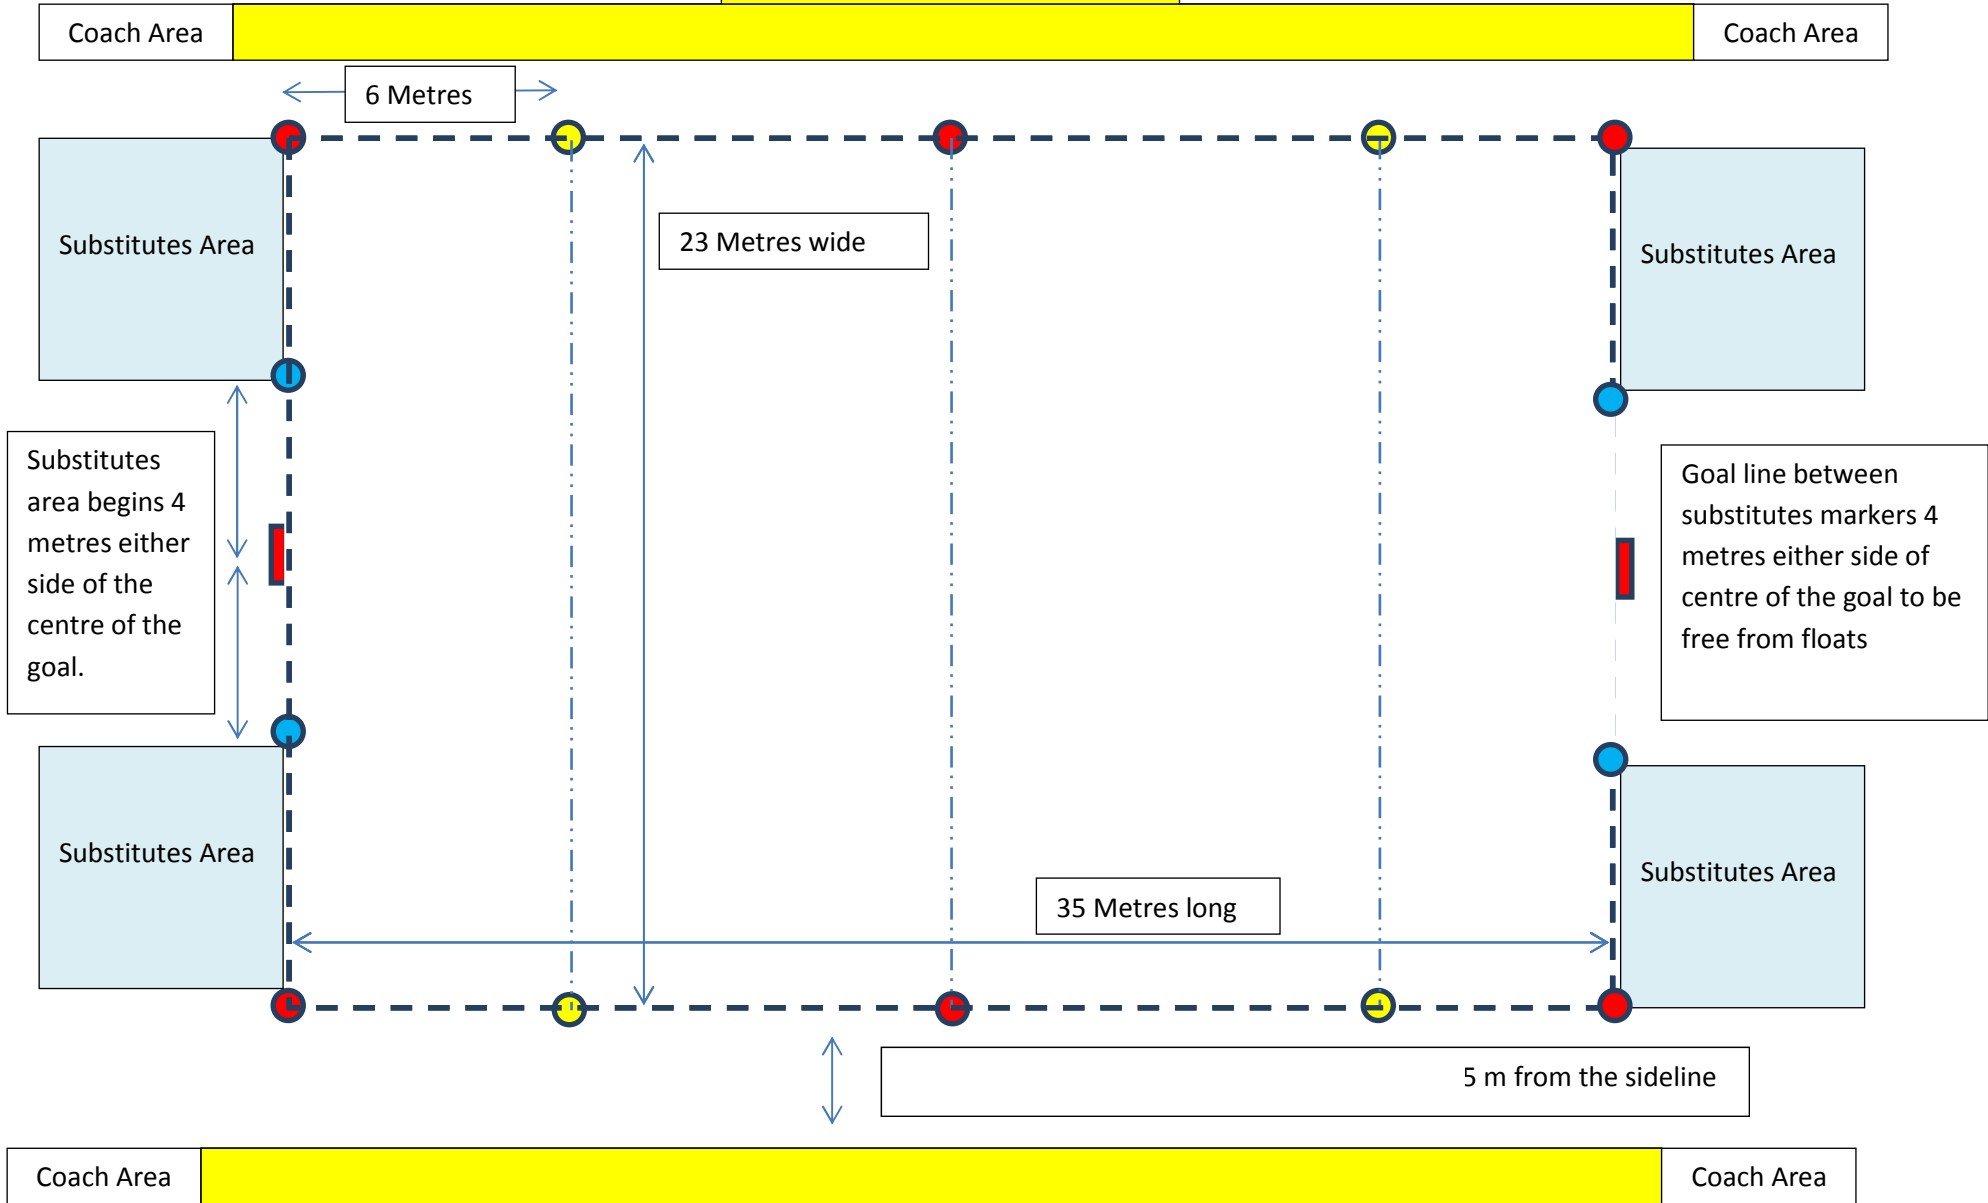 Coach Area
Coach Area
6 Metres
Substitutes Area
23 Metres wide
Substitutes Area
Substitutes
area begins 4
metres either
side of the
centre of the
goal.
Goal line between
substitutes markers 4
metres either side of
centre of the goal to be
free from floats
Substitutes Area
35 Metres long
Substitutes Area
5 m from the sideline
Coach Area
Coach Area